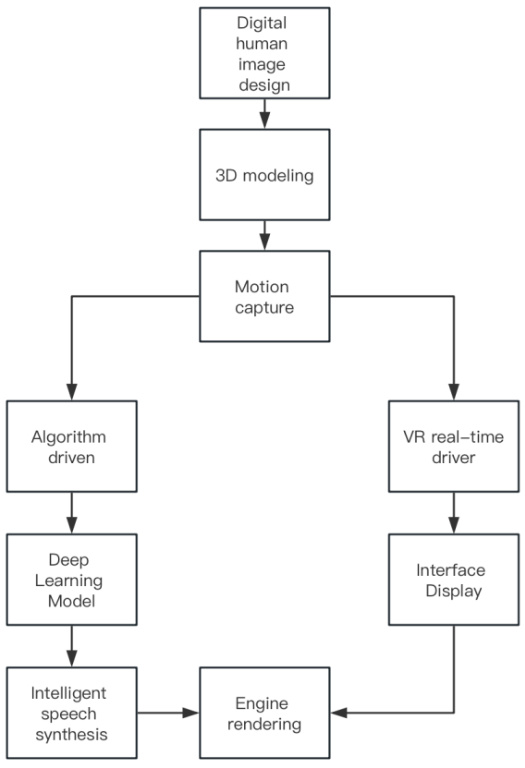 Digital
human
image
design
3D modeling
Motion
capture
Algorithm
driven
VR real-time
driver
Deep
Learning
Model
Interface
Display
Intelligent
speech
synthesis
Engine
rendering